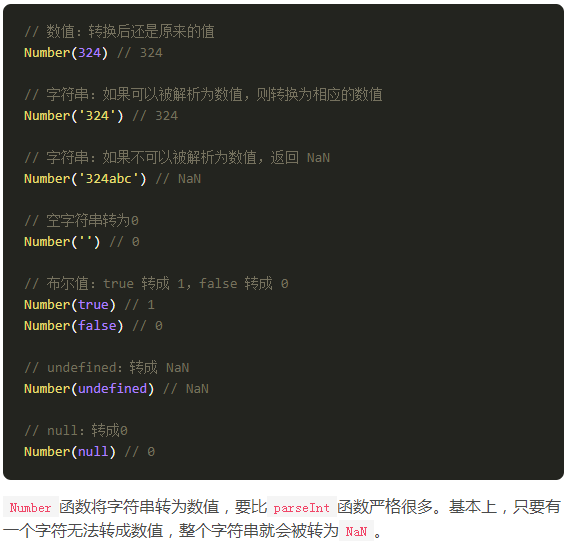 // 数值：转换后还是原来的值
Number(324) // 324
// 字符串：如果可以被解析为数值，则转换为相应的数值
Number('324') // 324
// 字符串：如果不可以被解析为数值，返回 NaN
Number('324abc') // NaN
// 空字符串转为0
Number('') // 0
// 布尔值：true 转成 1，false 转成 0
Number(true) // 1
Number(false) // 0
// undefined：转成 NaN
Number(undefined) // NaN
// null：转成0
Number(null) // 0
Number 函数将字符串转为数值，要比 parseInt 函数严格很多。基本上，只要有
一个字符无法转成数值，整个字符串就会被转为 NaN 。